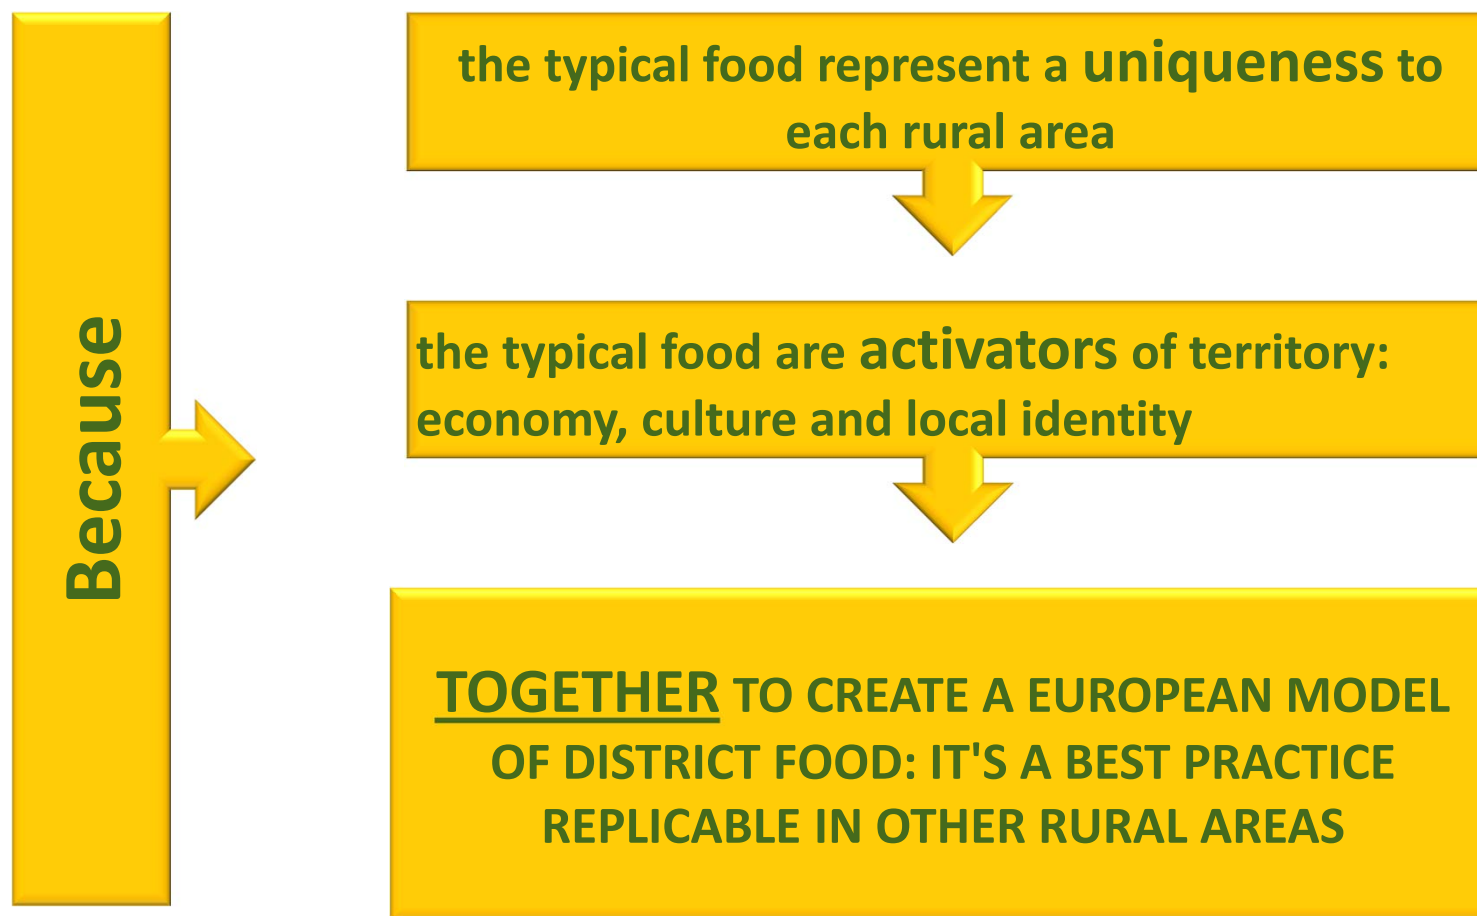 Because
the typical food represent a uniqueness to
each rural area
the typical food are activators of territory:
economy, culture and local identity
TOGETHER TO CREATE A EUROPEAN MODEL
OF DISTRICT FOOD: IT'S A BEST PRACTICE
REPLICABLE IN OTHER RURAL AREAS